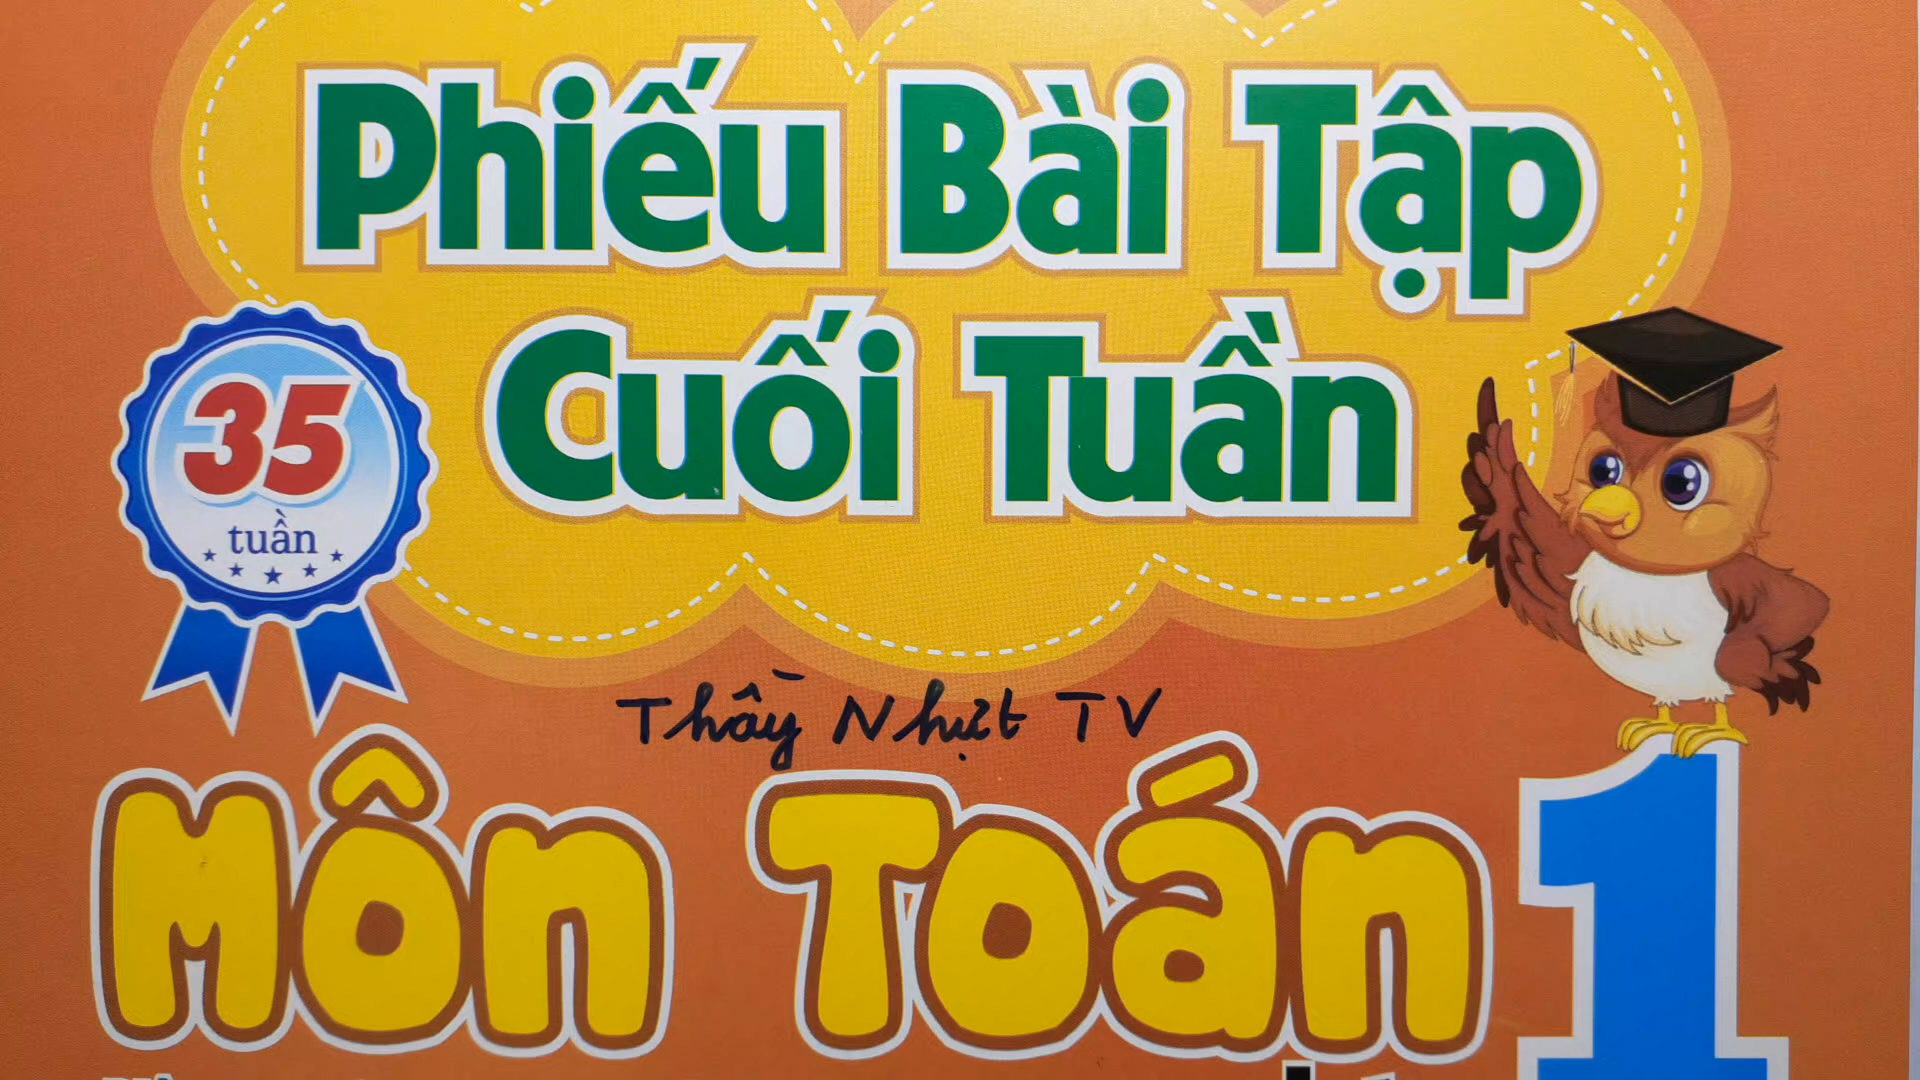 Phiếu Bài Tập
Cuối Tuần
35
tuần
Thầy Nhựt TV
Môn Toán 1